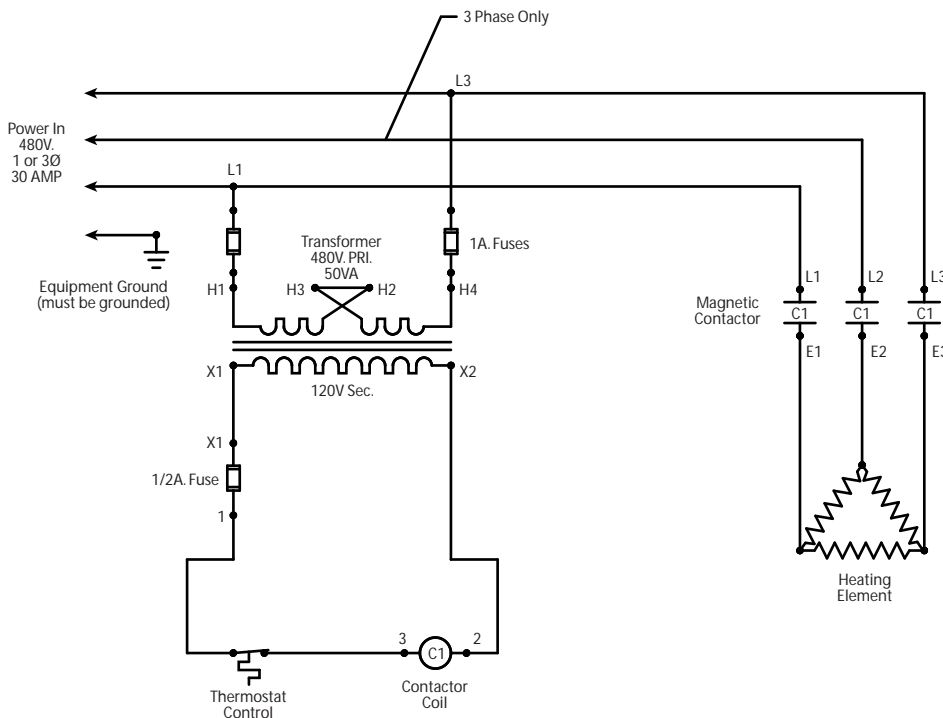 3 Phase Only
L3
Power In
480V.
1 or 3Ø
30 AMP
L1
Equipment Ground
(must be grounded)
Transformer
480V. PRI.
50VA
1A. Fuses
H1
H3
H2
H4
L1
L2
L3
Magnetic
Contactor
C1
C1
C1
E1
E2
E3
X1
X2
120V Sec.
X1
1/2A. Fuse
1
Heating
Element
3
C1
2
Thermostat
Control
Contactor
Coil